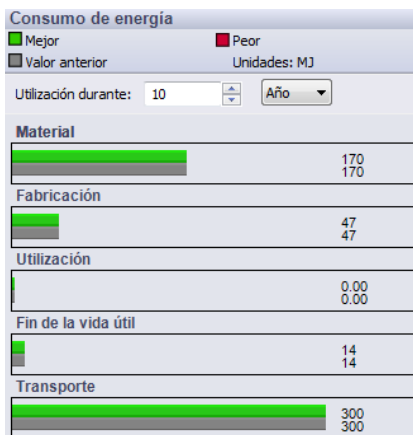 Consumo de energía
Mejor Peor
Valor anterior Unidades: MJ
Utilización durante: 10 Año
Material
170
170
Fabricación
47
47
Utilización
0.00
0.00
Fin de la vida útil
14
14
Transporte
300
300